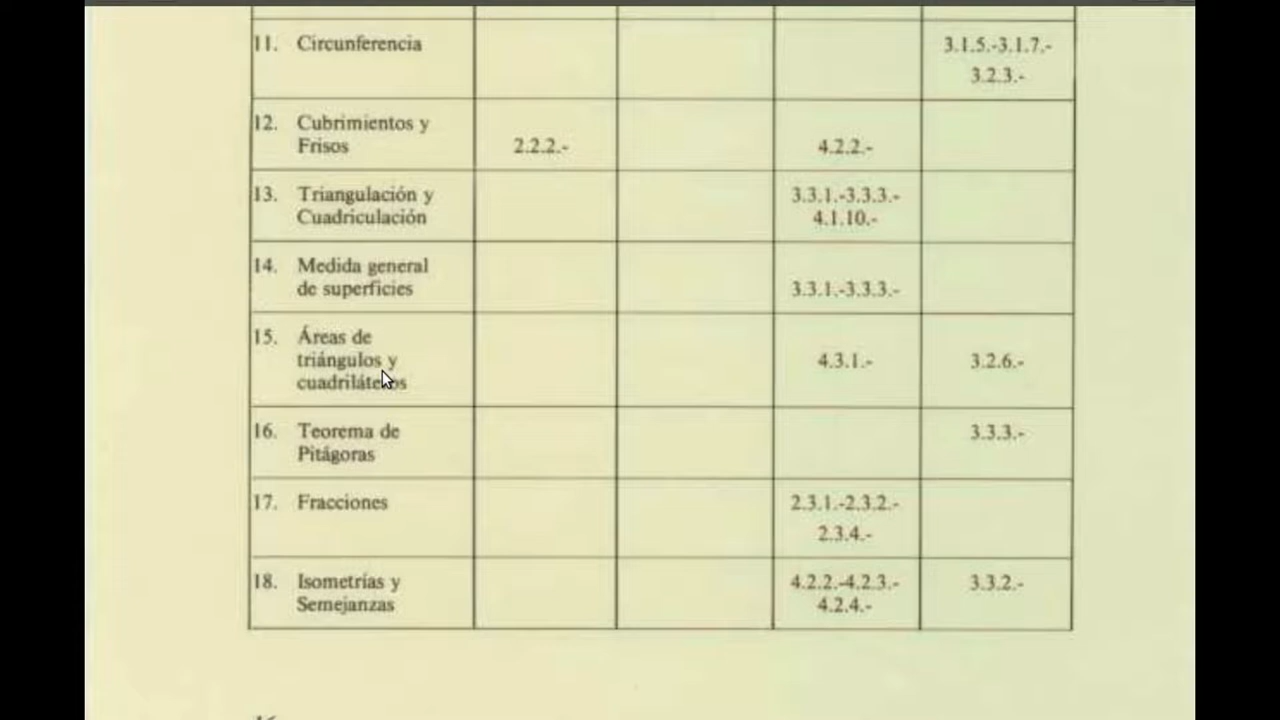 11. Circunferencia
3.1.5.-3.1.7.-
3.2.3.-
12. Cubrimientos y
Frisos
2.2.2.-
4.2.2.-
13. Triangulación y
Cuadriculación
3.3.1.-3.3.3.-
4.1.10.-
14. Medida general
de superficies
3.3.1.-3.3.3.-
15. Áreas de
triángulos y
cuadriláteros
4.3.1.-
3.2.6.-
16. Teorema de
Pitágoras
3.3.3.-
17. Fracciones
2.3.1.-2.3.2.-
2.3.4.-
18. Isometrías y
Semejanzas
4.2.2.-4.2.3.-
4.2.4.-
3.3.2.-